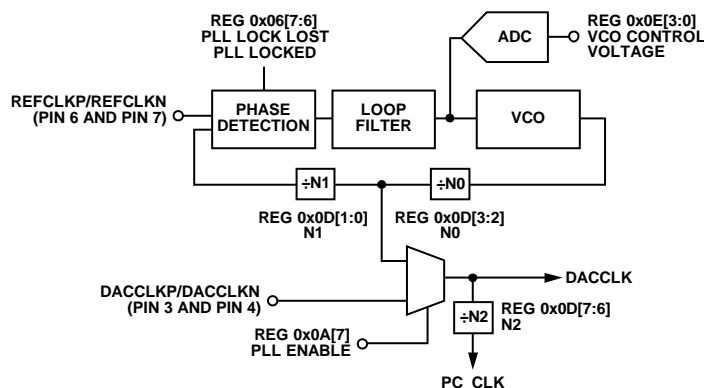 REG 0x06[7:6]
PLL LOCK LOST
PLL LOCKED
ADC
REG 0x0E[3:0]
VCO CONTROL
VOLTAGE
REFCLKP/REFCLKN
(PIN 6 AND PIN 7)
PHASE
DETECTION
LOOP
FILTER
VCO
÷N1
÷N0
REG 0x0D[1:0]
N1
REG 0x0D[3:2]
N0
DACCLKP/DACCLKN
(PIN 3 AND PIN 4)
DACCLK
÷N2
REG 0x0D[7:6]
N2
REG 0x0A[7]
PLL ENABLE
PC_CLK